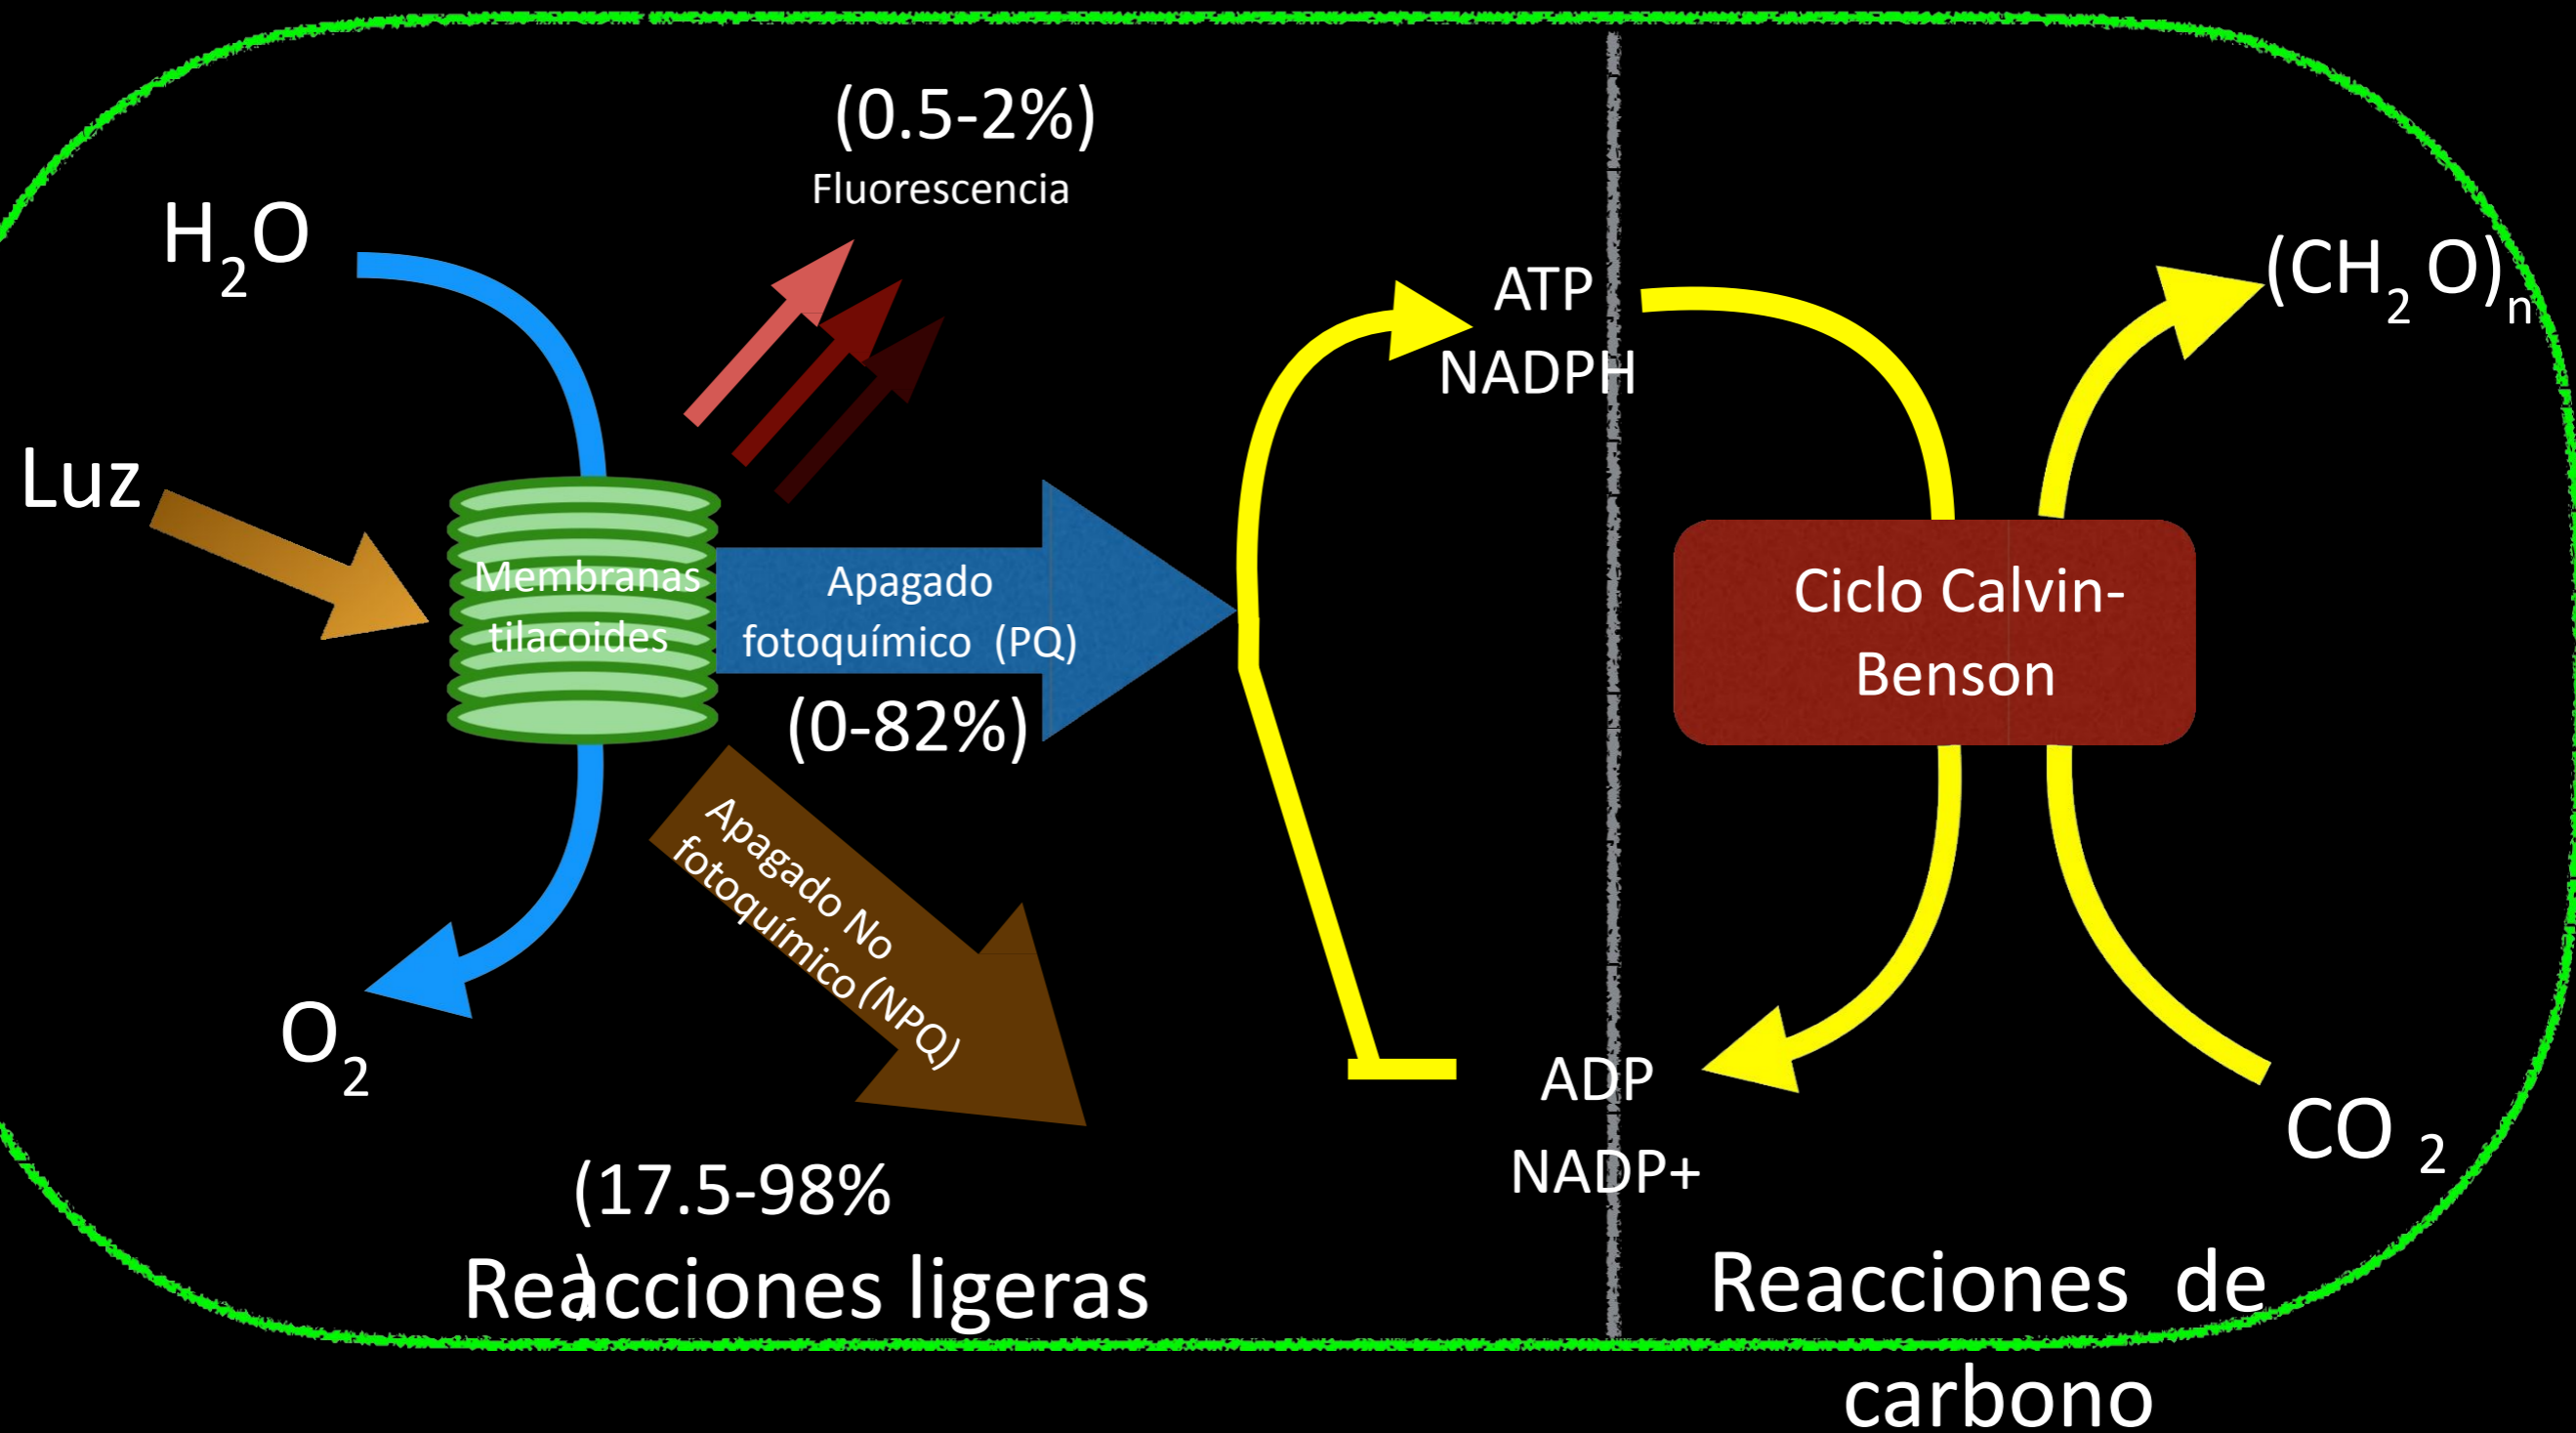 (0.5-2%)
Fluorescencia
H2O
Luz
Membranas
tilacoides
Apagado
fotoquímico (PQ)
(0-82%)
Apagado No
fotoquímico (NPQ)
O2
(17.5-98%
)
Reacciones ligeras
ATP
NADPH
ADP
NADP+
(CH2 O)n
Ciclo Calvin-
Benson
CO 2
Reacciones de
carbono